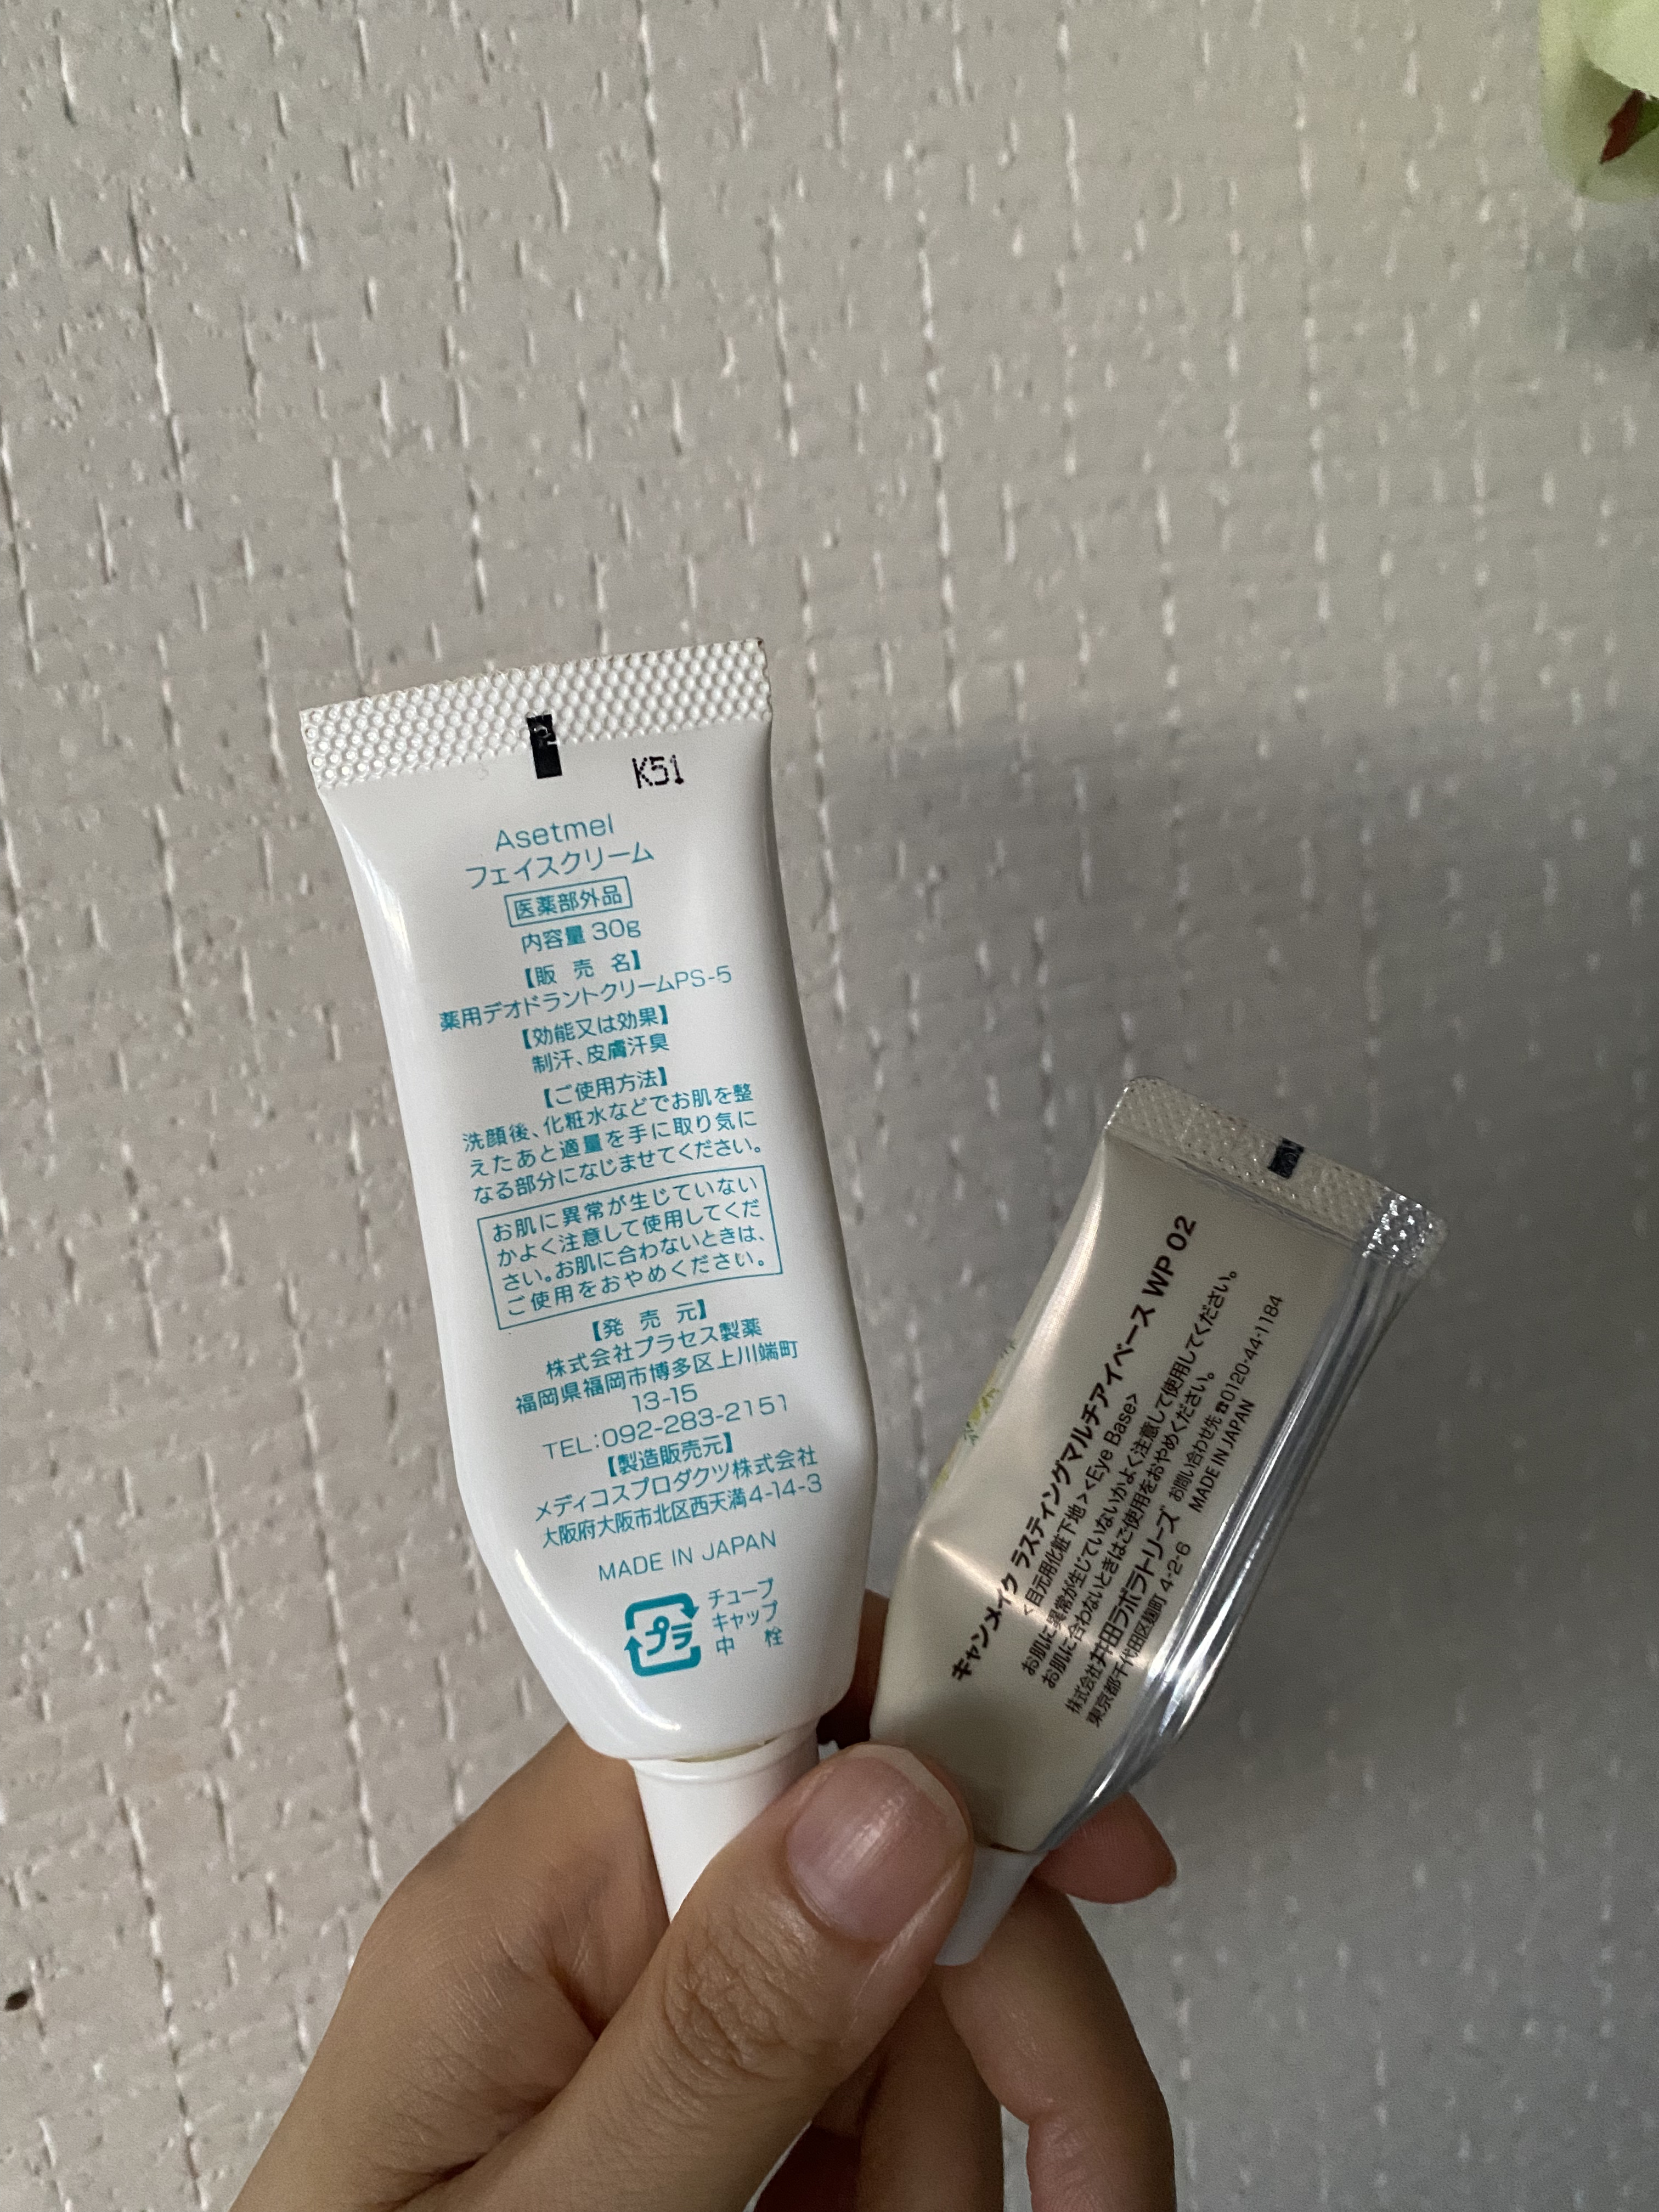 K51
Asetmel
フェイスクリーム
医薬部外品
内容量 30g
【販 売 名】
薬用デオドラントクリームPS-5
【効能又は効果】
制汗、皮膚汗臭
【ご使用方法】
洗顔後、化粧水などでお肌を整
えたあと適量を手に取り気に
なる部分になじませてください。
お肌に異常が生じていない
かよく注意して使用してくだ
さい。お肌に合わないときは、
ご使用をおやめください。
【発 売 元】
株式会社プラセス製薬
福岡県福岡市博多区上川端町
13-15
TEL:092-283-2151
【製造販売元】
メディコスプロダクツ株式会社
大阪府大阪市北区西天満4-14-3
MADE IN JAPAN
プラ
チューブ
キャップ
中 栓
キャンメイク ラスティングマルチアイベース WP 02
<目元用化粧下地><Eye Base>
お肌に異常が生じていないかよく注意して使用してください。
お肌に合わないときはご使用をおやめください。
株式会社井田ラボラトリーズ お問い合わせ先 ☎0120-44-1184
東京都千代田区麹町 4-2-6 MADE IN JAPAN